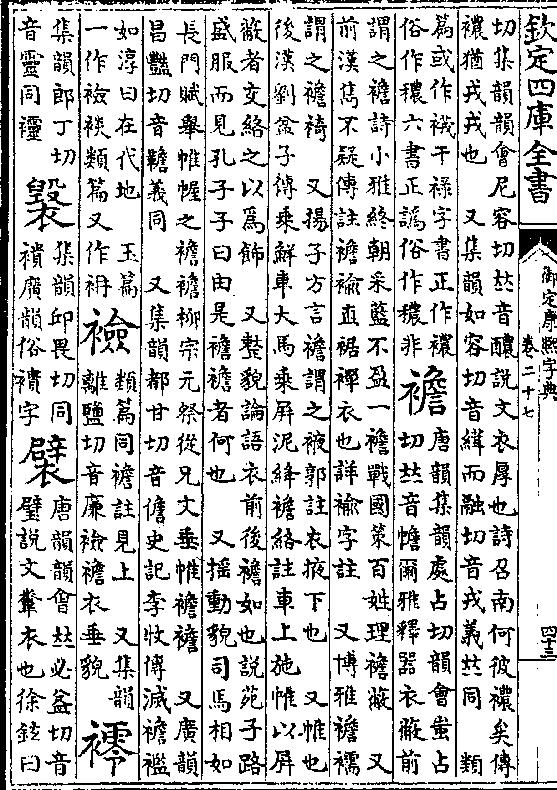 欽定四庫全書
御定康熙字典
卷二十七
四十三
切集韻韻會尼容切𠀤音醲說文衣厚也詩召南何彼襛矣傳
襛猶戎戎也 又集韻如容切音緝而融切音戎義𠀤同 類
篇或作襪干祿字書正作襛
俗作穠六書正譌俗作穠非
襜
唐韻集韻處占切韻會蚩占
切𠀤音幨爾雅釋器衣蔽前
謂之襜詩小雅終朝采藍不盈一襜戰國策百姓理襜蔽 又
前漢雋不疑傳註襜褕直裾襌衣也詳褕字註 又博雅襜襦
謂之襜裿 又揚子方言襜謂之䘸郭註衣掖下也 又帷也
後漢劉盆子傳乘鮮車大馬乘屏泥絳襜絡註車上施帷以屏
蔽者交絡之以爲飾 又整貌論語衣前後襜如也說苑子路
盛服而見孔子子曰由是襜襜者何也 又搖動貌司馬相如
長門賦舉帷幄之襜襜柳宗元祭從兄文垂帷襜襜 又廣韻
昌豔切音韂義同 又集韻都甘切音儋史記李牧傳滅襜襤
如淳曰在代地 玉篇
一作裧裧類篇又作袡
襝
類篇同襜註見上 又集韻
離鹽切音廉襝襜衣垂貌
集韻郎丁切
音靈同
集韻邱畏切同
襀廣韻俗襀字
襞
唐韻韻會𠀤必益切音
璧說文韏衣也徐鉉曰